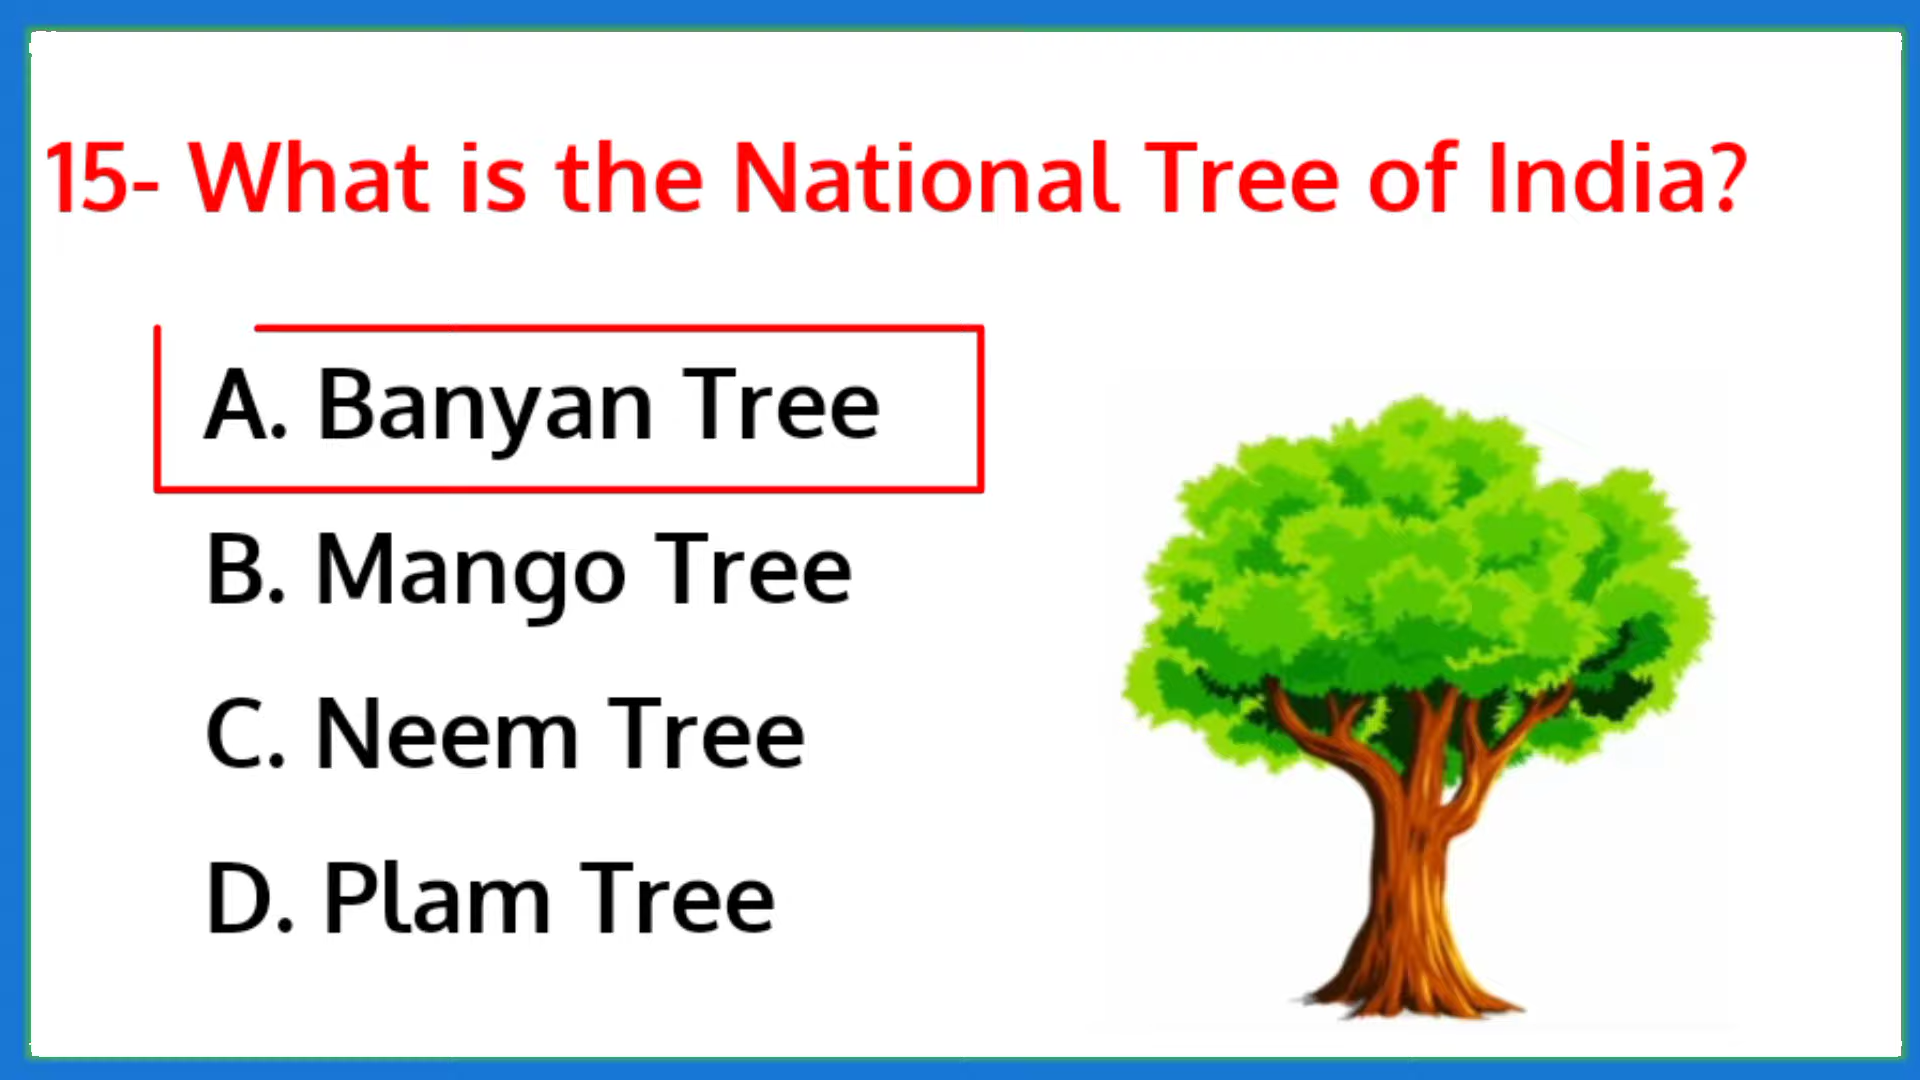 15- What is the National Tree of India?
A. Banyan Tree
B. Mango Tree
C. Neem Tree
D. Plam Tree